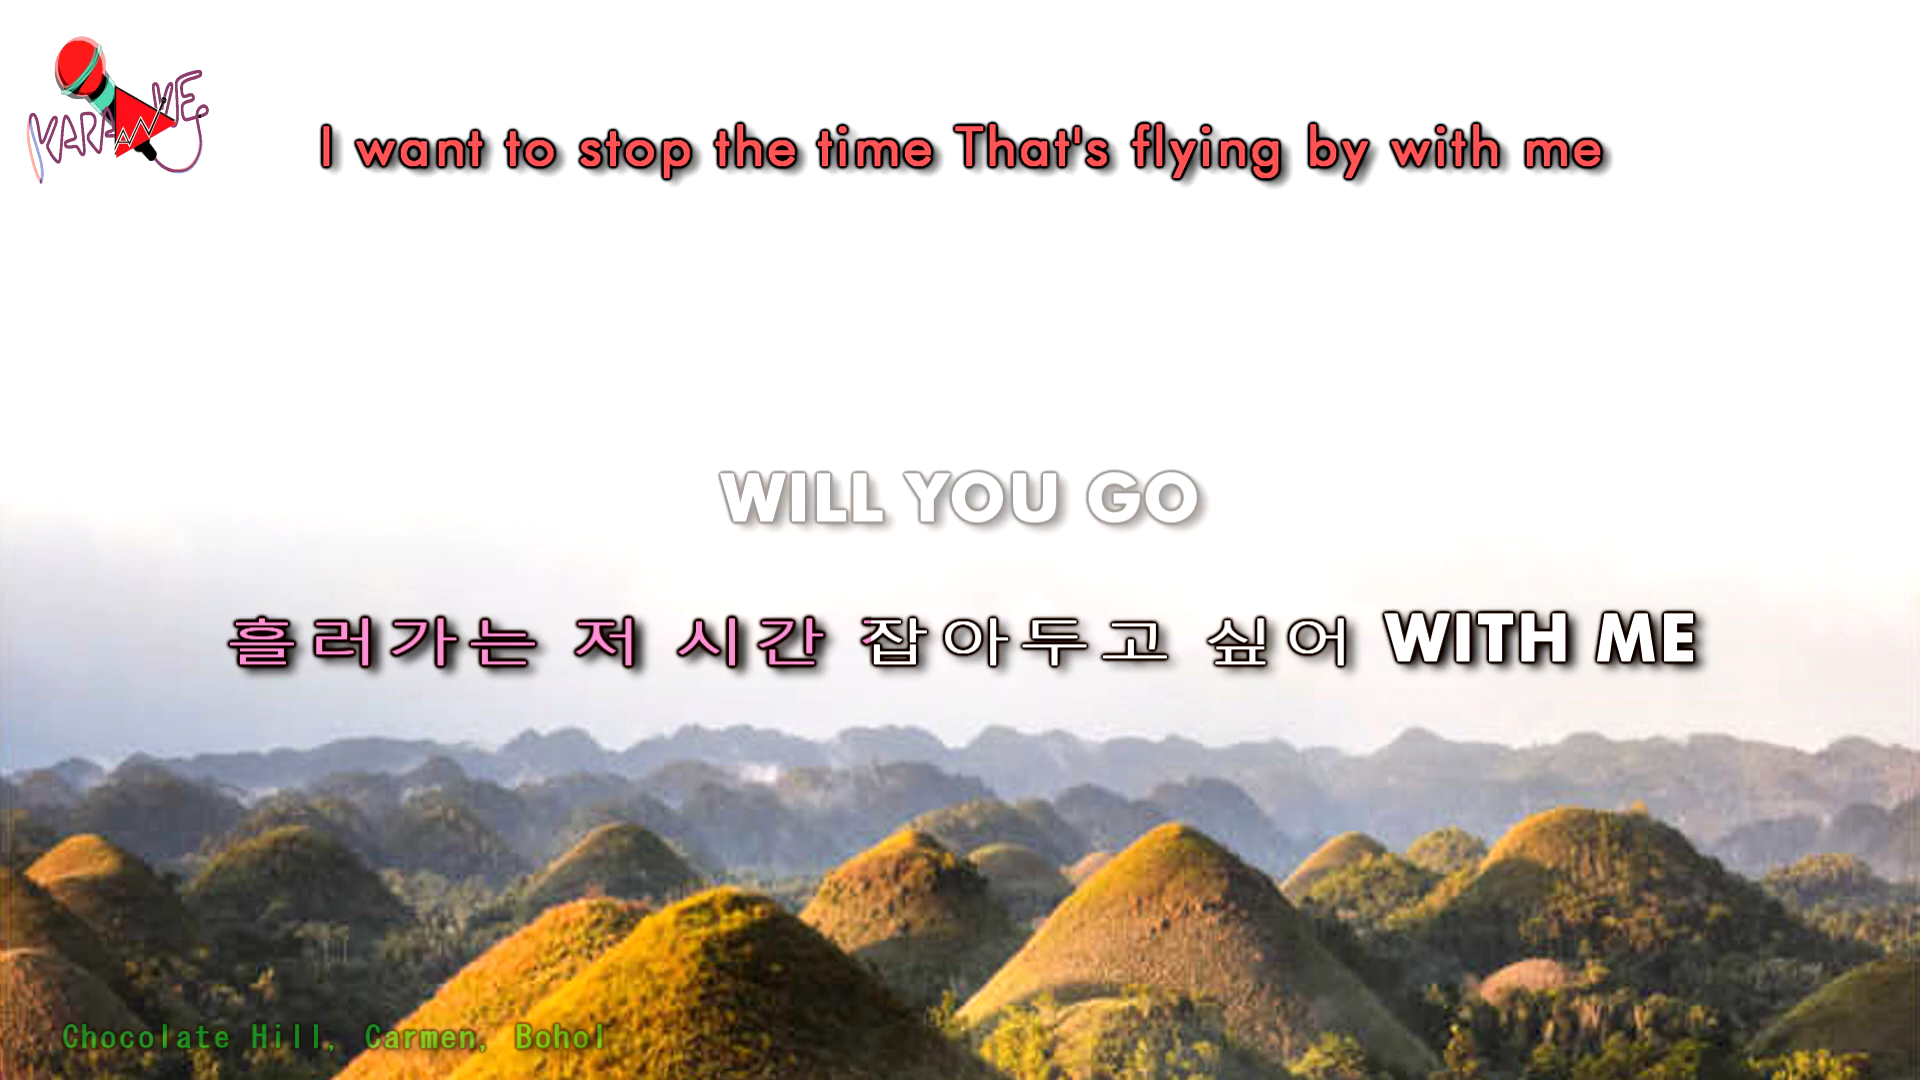 KARAOKE
I want to stop the time That's flying by with me
WILL YOU GO
흘러가는 저 시간 잡아두고 싶어 WITH ME
Chocolate Hill, Carmen, Bohol